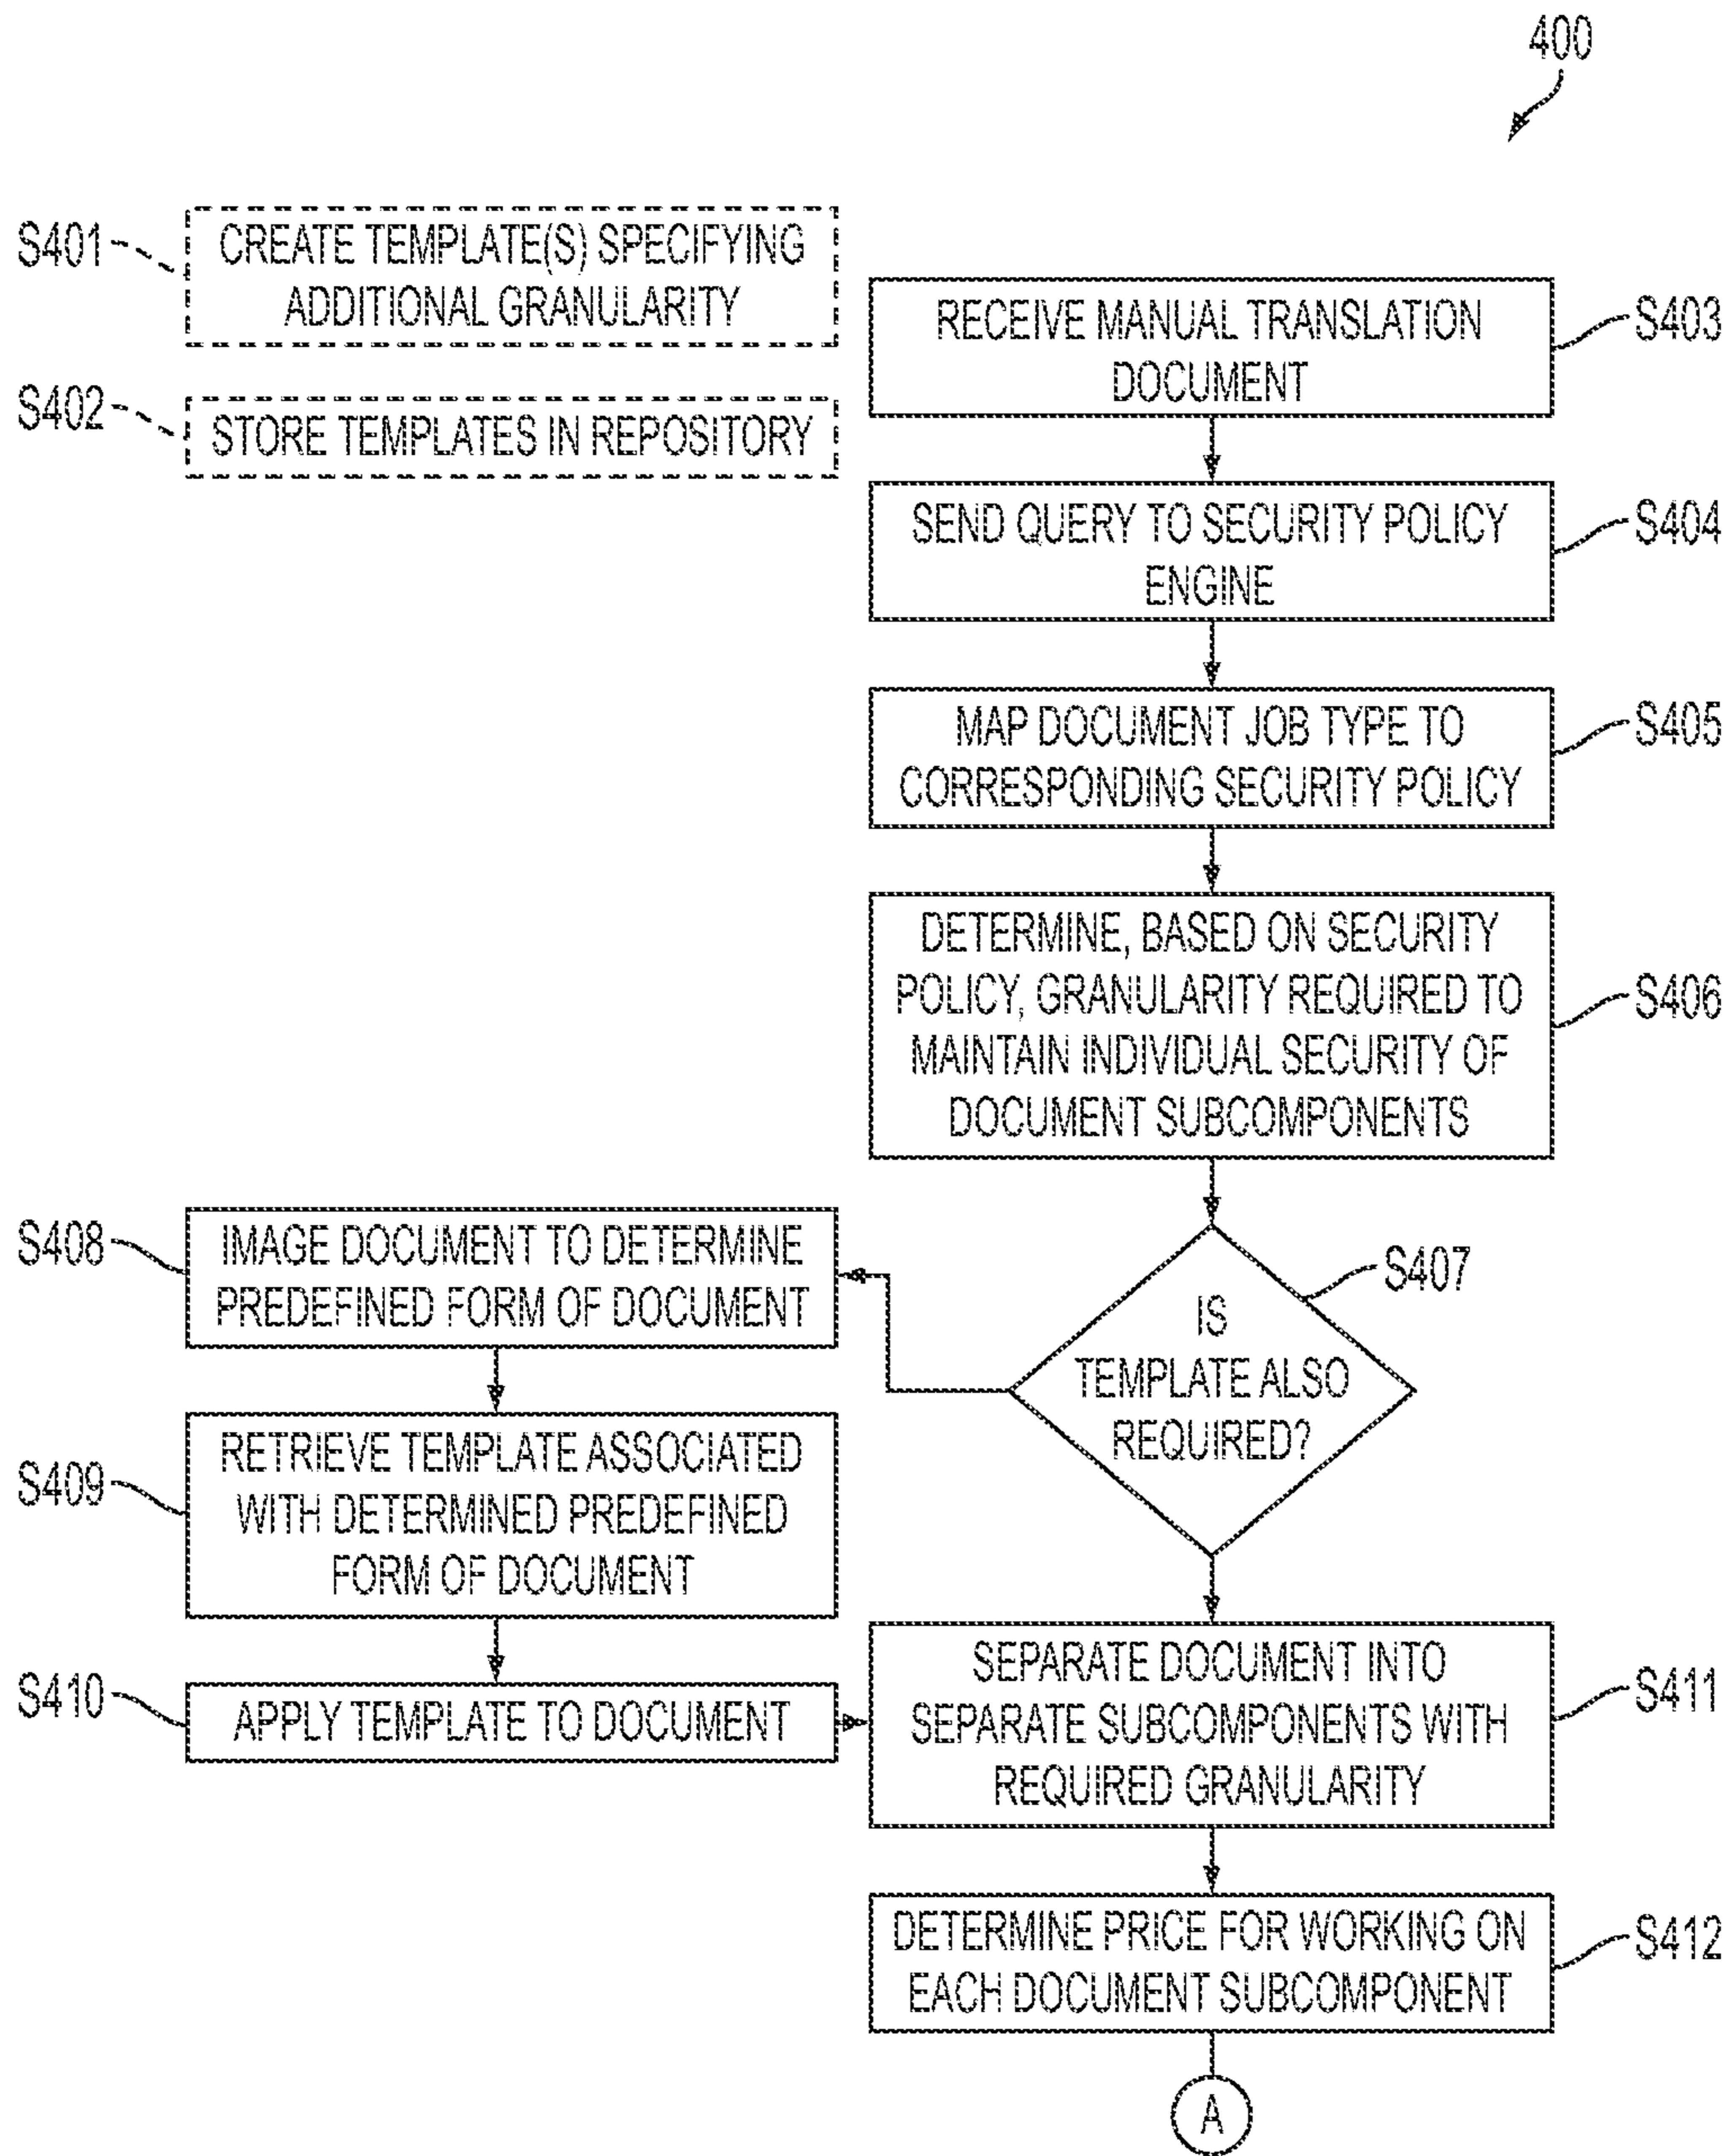 400
S401
CREATE TEMPLATE(S) SPECIFYING
ADDITIONAL GRANULARITY
S402
STORE TEMPLATES IN REPOSITORY
RECEIVE MANUAL TRANSLATION
DOCUMENT
S403
SEND QUERY TO SECURITY POLICY
ENGINE
S404
MAP DOCUMENT JOB TYPE TO
CORRESPONDING SECURITY POLICY
S405
DETERMINE, BASED ON SECURITY
POLICY, GRANULARITY REQUIRED TO
MAINTAIN INDIVIDUAL SECURITY OF
DOCUMENT SUBCOMPONENTS
S406
IS
TEMPLATE ALSO
REQUIRED?
S407
S408
IMAGE DOCUMENT TO DETERMINE
PREDEFINED FORM OF DOCUMENT
S409
RETRIEVE TEMPLATE ASSOCIATED
WITH DETERMINED PREDEFINED
FORM OF DOCUMENT
S410
APPLY TEMPLATE TO DOCUMENT
SEPARATE DOCUMENT INTO
SEPARATE SUBCOMPONENTS WITH
REQUIRED GRANULARITY
S411
DETERMINE PRICE FOR WORKING ON
EACH DOCUMENT SUBCOMPONENT
S412
A